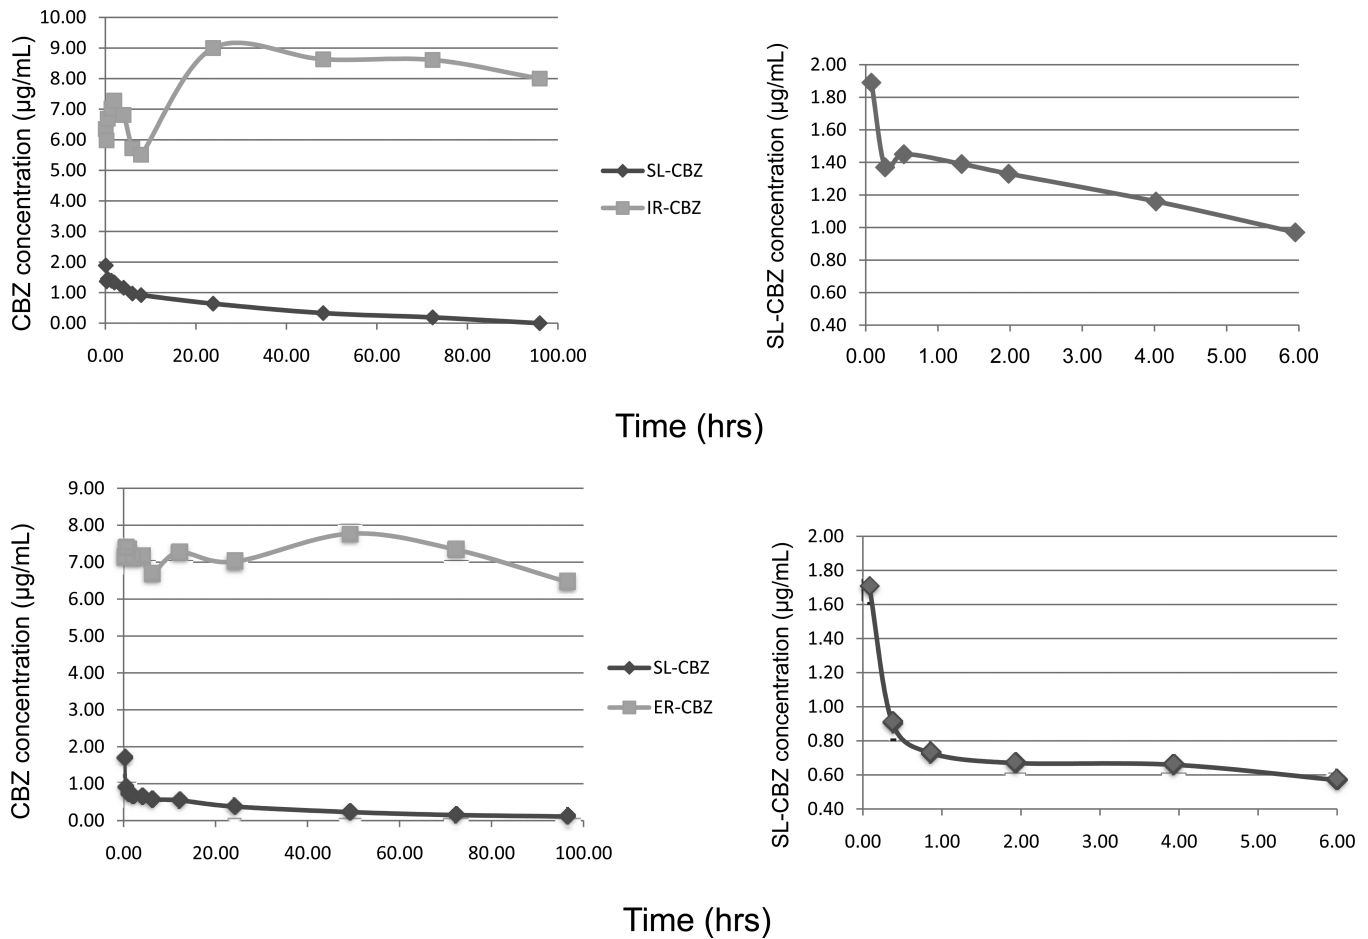 CBZ concentration (µg/mL)
10.00
9.00
8.00
7.00
6.00
5.00
4.00
3.00
2.00
1.00
0.00
0.00 20.00 40.00 60.00 80.00 100.00
SL-CBZ
IR-CBZ
SL-CBZ concentration (µg/mL)
2.00
1.80
1.60
1.40
1.20
1.00
0.80
0.60
0.40
0.00 1.00 2.00 3.00 4.00 5.00 6.00
Time (hrs)
CBZ concentration (µg/mL)
9.00
8.00
7.00
6.00
5.00
4.00
3.00
2.00
1.00
0.00
0.00 20.00 40.00 60.00 80.00 100.00
SL-CBZ
ER-CBZ
SL-CBZ concentration (µg/mL)
2.00
1.80
1.60
1.40
1.20
1.00
0.80
0.60
0.40
0.00 1.00 2.00 3.00 4.00 5.00 6.00
Time (hrs)